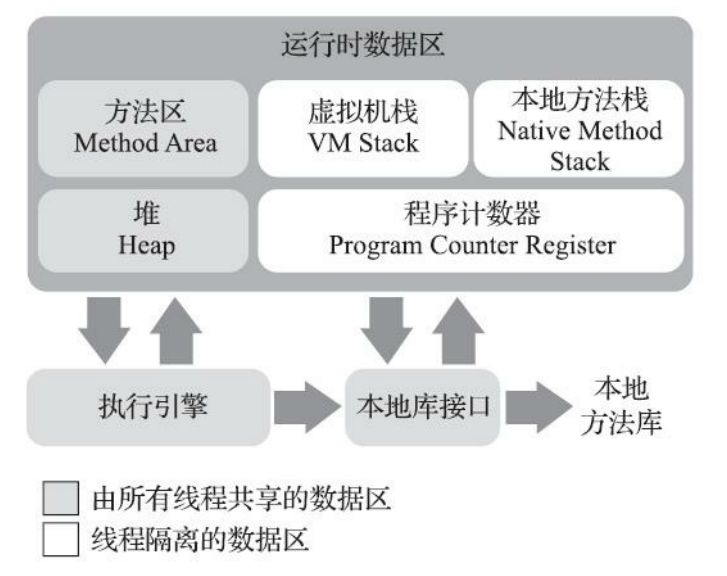 运行时数据区
方法区
Method Area
虚拟机栈
VM Stack
本地方法栈
Native Method
Stack
堆
Heap
程序计数器
Program Counter Register
执行引擎
本地库接口
本地
方法库
由所有线程共享的数据区
线程隔离的数据区